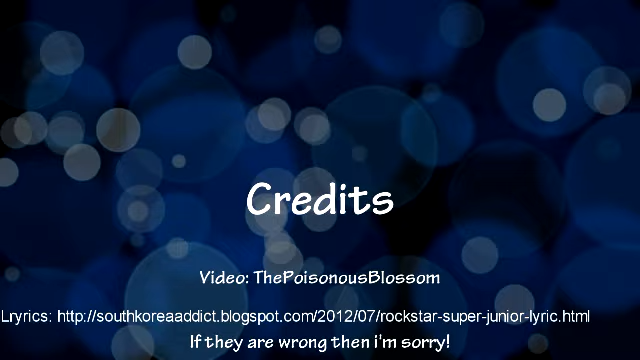 Credits
Video: ThePoisonousBlossom
Lryrics: http://southkoreaaddict.blogspot.com/2012/07/rockstar-super-junior-lyric.html
If they are wrong then i'm sorry!